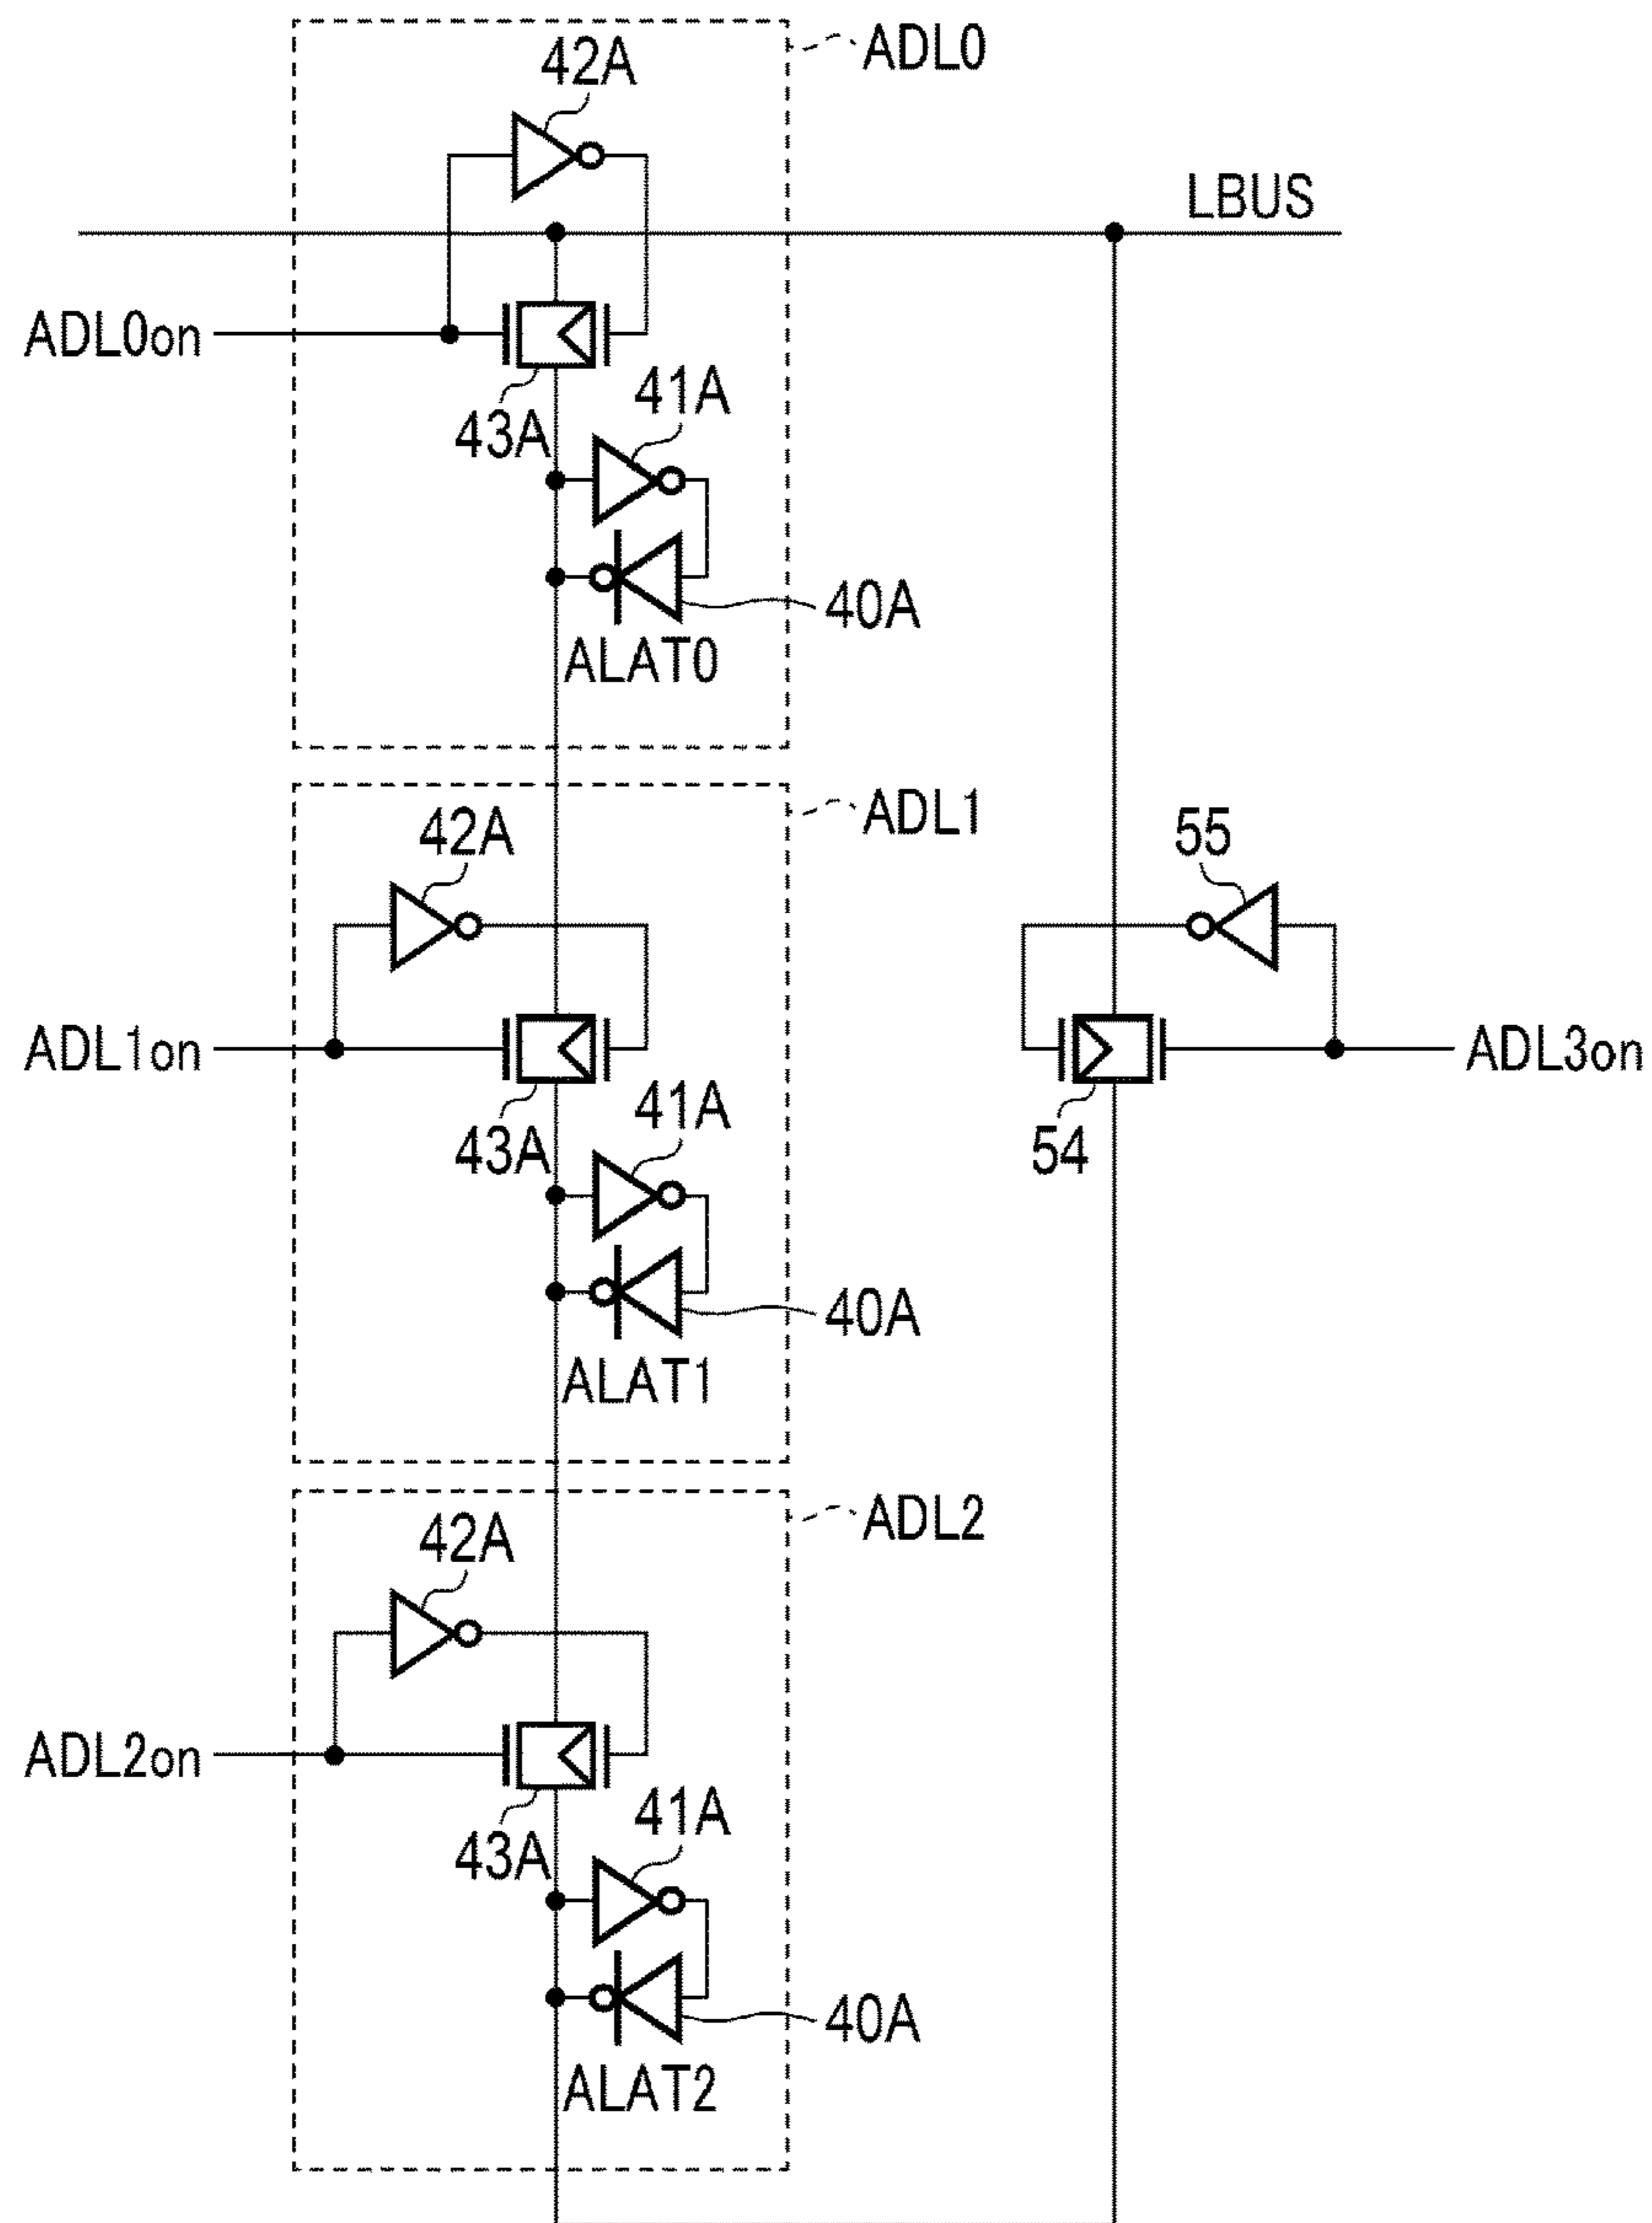 ADL0
42A
LBUS
ADL0on
41A
43A
40A
ALAT0
ADL1
42A
55
ADL1on
ADL3on
41A
43A
54
40A
ALAT1
ADL2
42A
ADL2on
41A
43A
40A
ALAT2